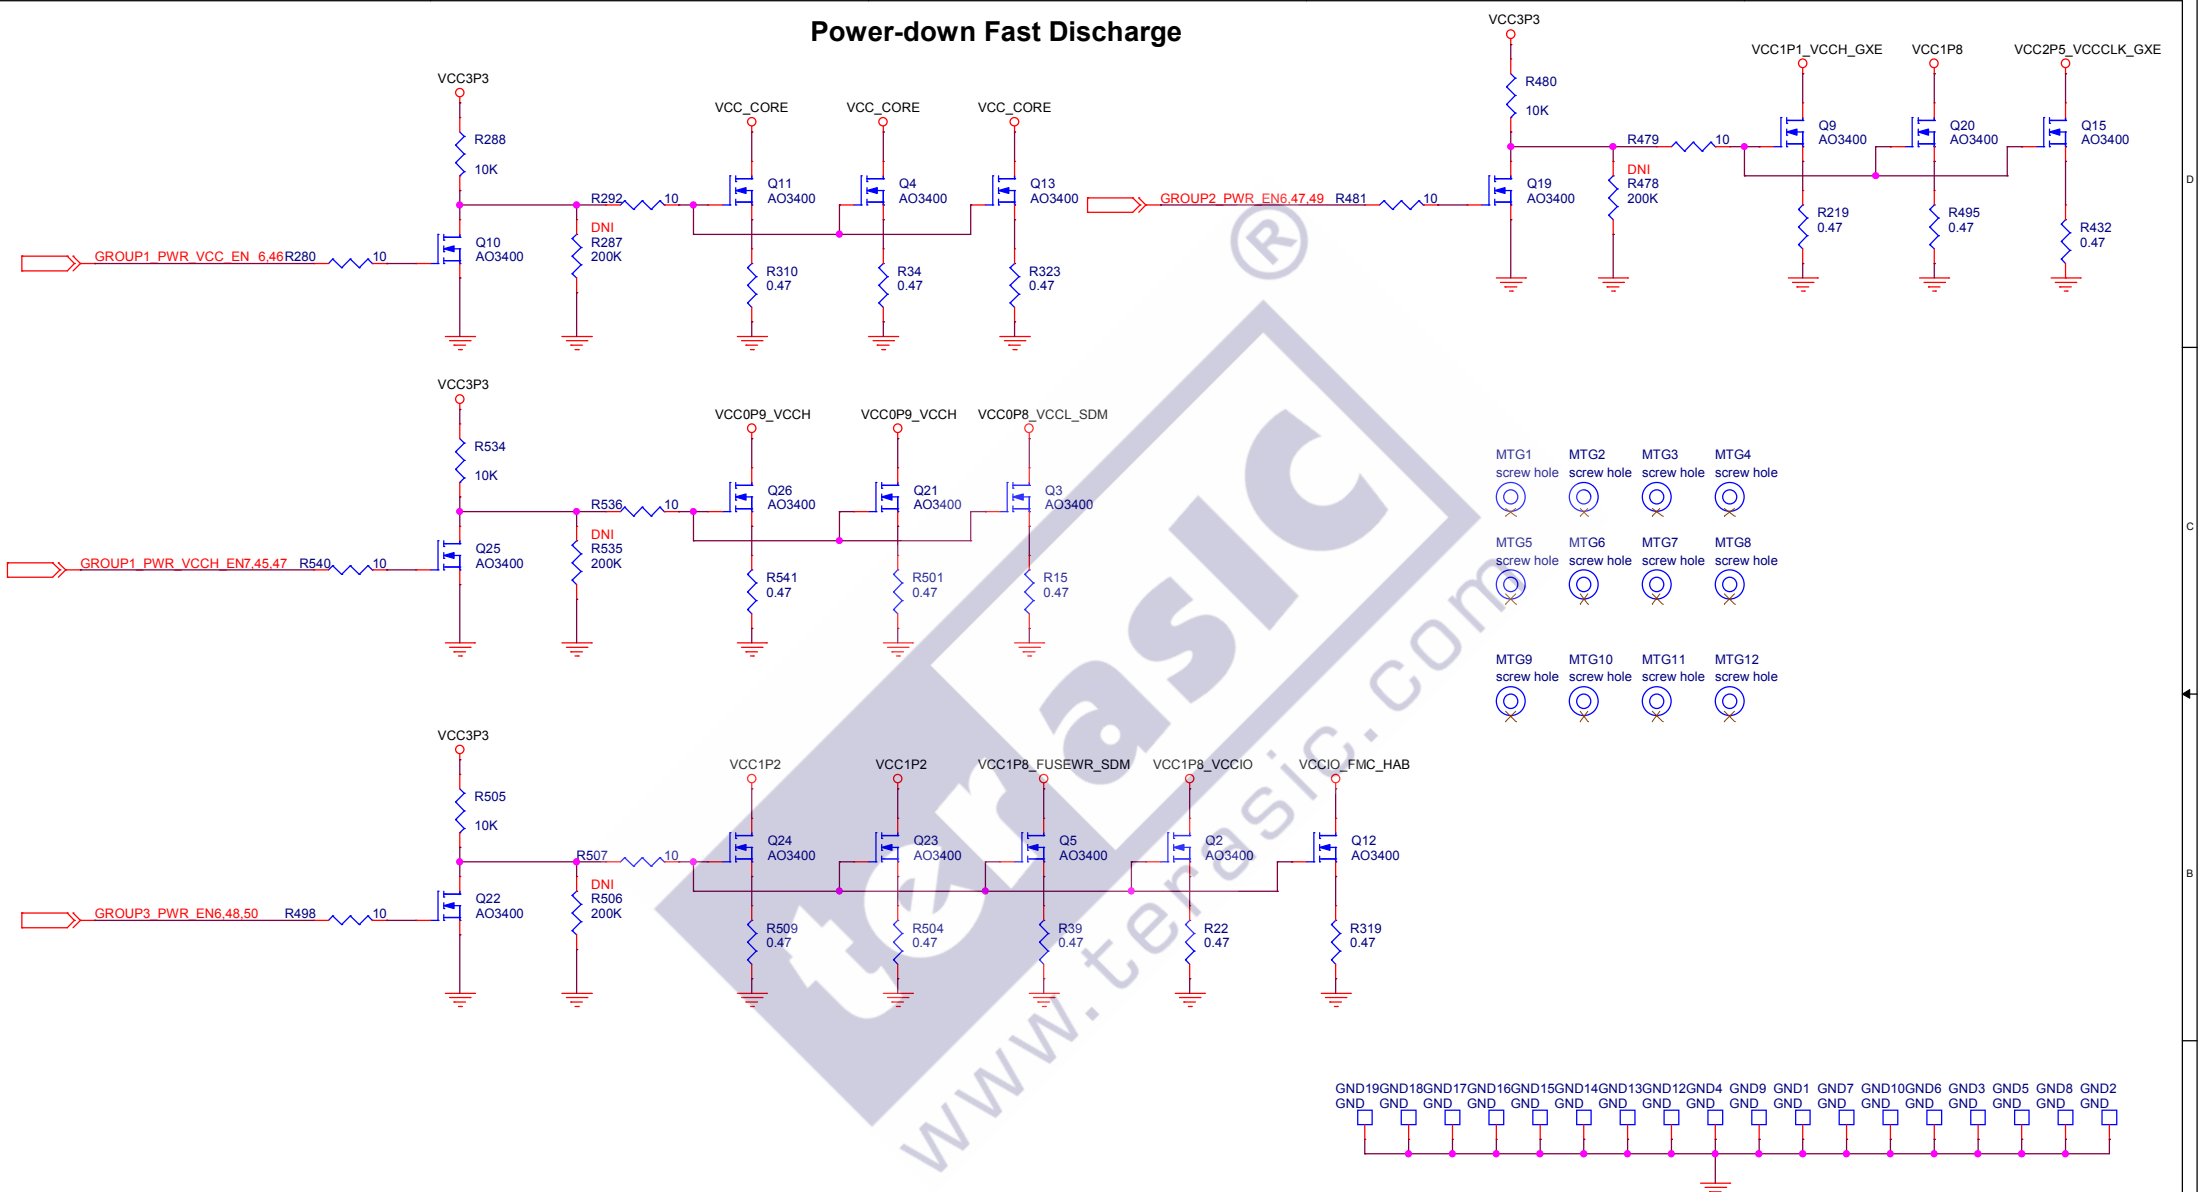 Power-down Fast Discharge
VCC3P3
R288
10K
GROUP1_PWR_VCC_EN 6,46 R280 10
Q10
AO3400
DNI
R287
200K
R292 10
VCC_CORE VCC_CORE VCC_CORE
Q11 Q4 Q13
AO3400 AO3400 AO3400
R310 R34 R323
0.47 0.47 0.47
VCC3P3
R480
10K
GROUP2_PWR_EN6,47,49 R481 10
Q19
AO3400
DNI
R478
200K
R479 10
VCC1P1_VCCH_GXE VCC1P8 VCC2P5_VCCCLK_GXE
Q9 Q20 Q15
AO3400 AO3400 AO3400
R219 R495 R432
0.47 0.47 0.47
D
VCC3P3
R534
10K
GROUP1_PWR_VCCH_EN7,45,47 R540 10
Q25
AO3400
DNI
R535
200K
R536 10
VCC0P9_VCCH VCC0P9_VCCH VCC0P8_VCCL_SDM
Q26 Q21 Q3
AO3400 AO3400 AO3400
R541 R501 R15
0.47 0.47 0.47
MTG1 MTG2 MTG3 MTG4
screw hole screw hole screw hole screw hole
MTG5 MTG6 MTG7 MTG8
screw hole screw hole screw hole screw hole
MTG9 MTG10 MTG11 MTG12
screw hole screw hole screw hole screw hole
C
VCC3P3
R505
10K
GROUP3_PWR_EN6,48,50 R498 10
Q22
AO3400
DNI
R506
200K
R507 10
VCC1P2 VCC1P2 VCC1P8_FUSEWR_SDM VCC1P8_VCCIO VCCIO_FMC_HAB
Q24 Q23 Q5 Q2 Q12
AO3400 AO3400 AO3400 AO3400 AO3400
R509 R504 R39 R22 R319
0.47 0.47 0.47 0.47 0.47
B
GND19 GND18 GND17 GND16 GND15 GND14 GND13 GND12 GND4 GND9 GND1 GND7 GND10 GND6 GND3 GND5 GND8 GND2
GND GND GND GND GND GND GND GND GND GND GND GND GND GND GND GND GND GND
terasic ®
www.terasic.com